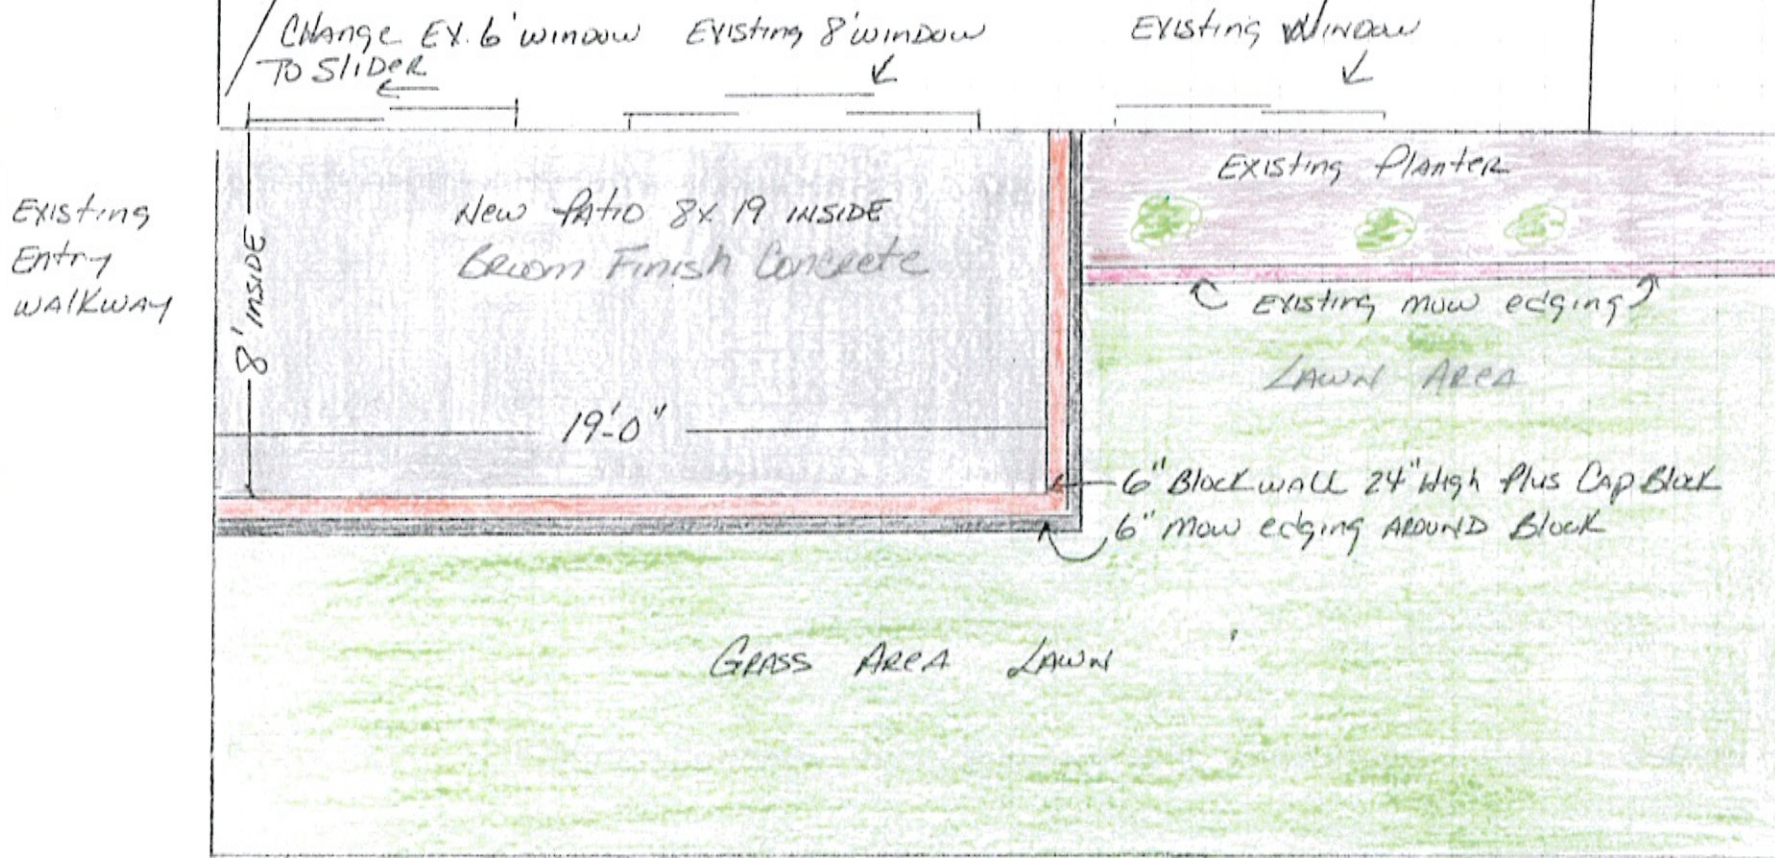 Change Ex. 6' window
To Slider
Existing 8' window
Existing Window
Existing
Entry
Walkway
8' inside
New Patio 8x19 inside
Broom Finish Concrete
19'-0"
Existing Planter
Existing mow edging
Lawn Area
6" Block wall 24" High Plus Cap Block
6" Mow edging Around Block
Grass Area Lawn